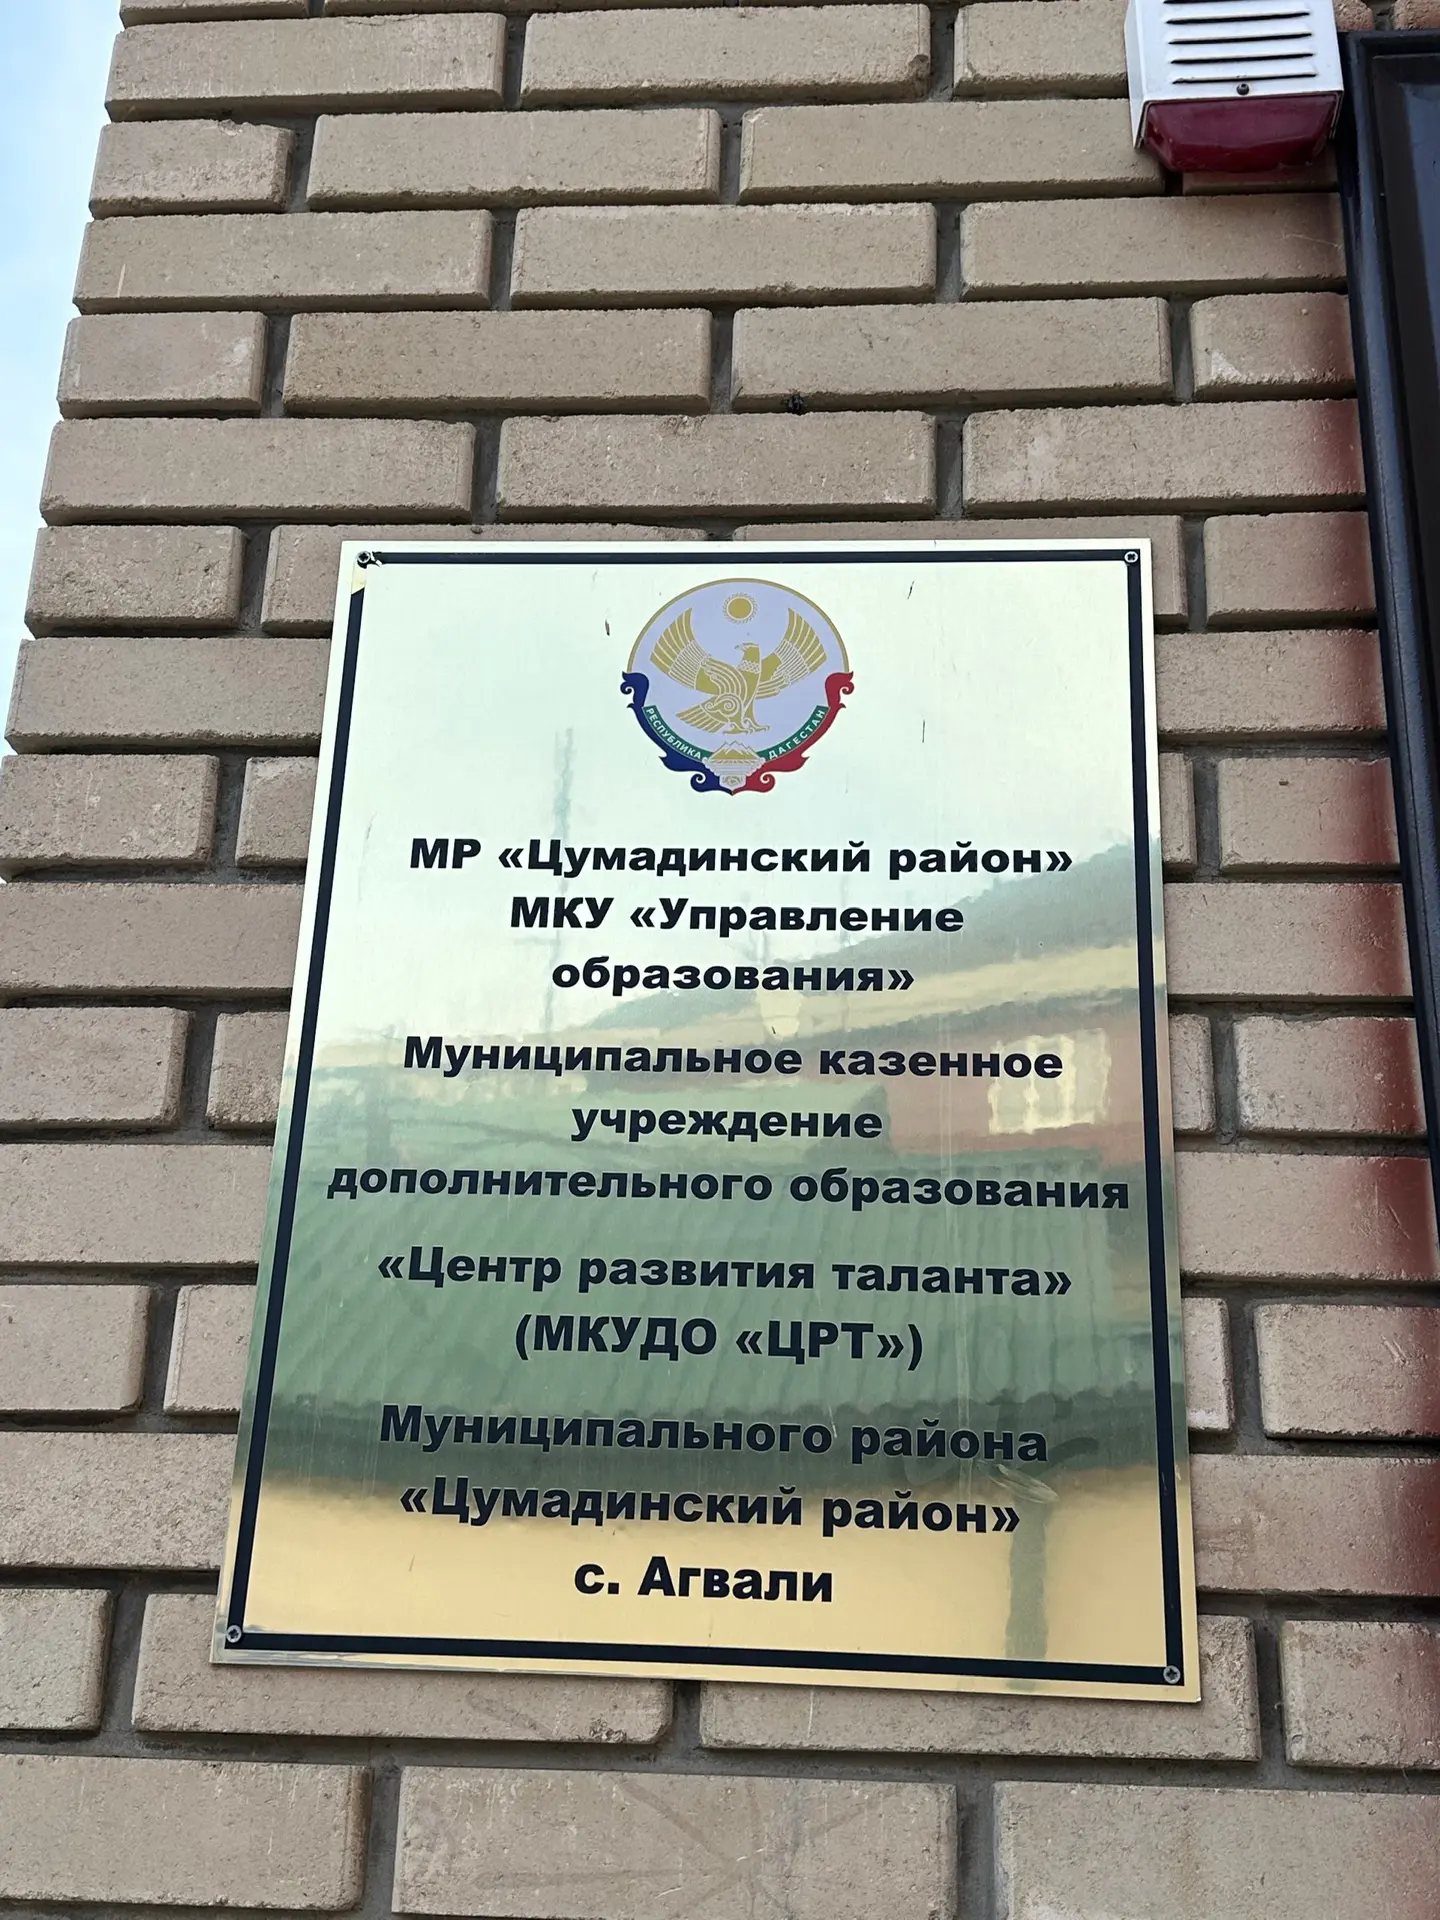 РЕСПУБЛИКА ДАГЕСТАН
МР «Цумадинский район»
МКУ «Управление
образования»
Муниципальное казенное
учреждение
дополнительного образования
«Центр развития таланта»
(МКУДО «ЦРТ»)
Муниципального района
«Цумадинский район»
с. Агвали